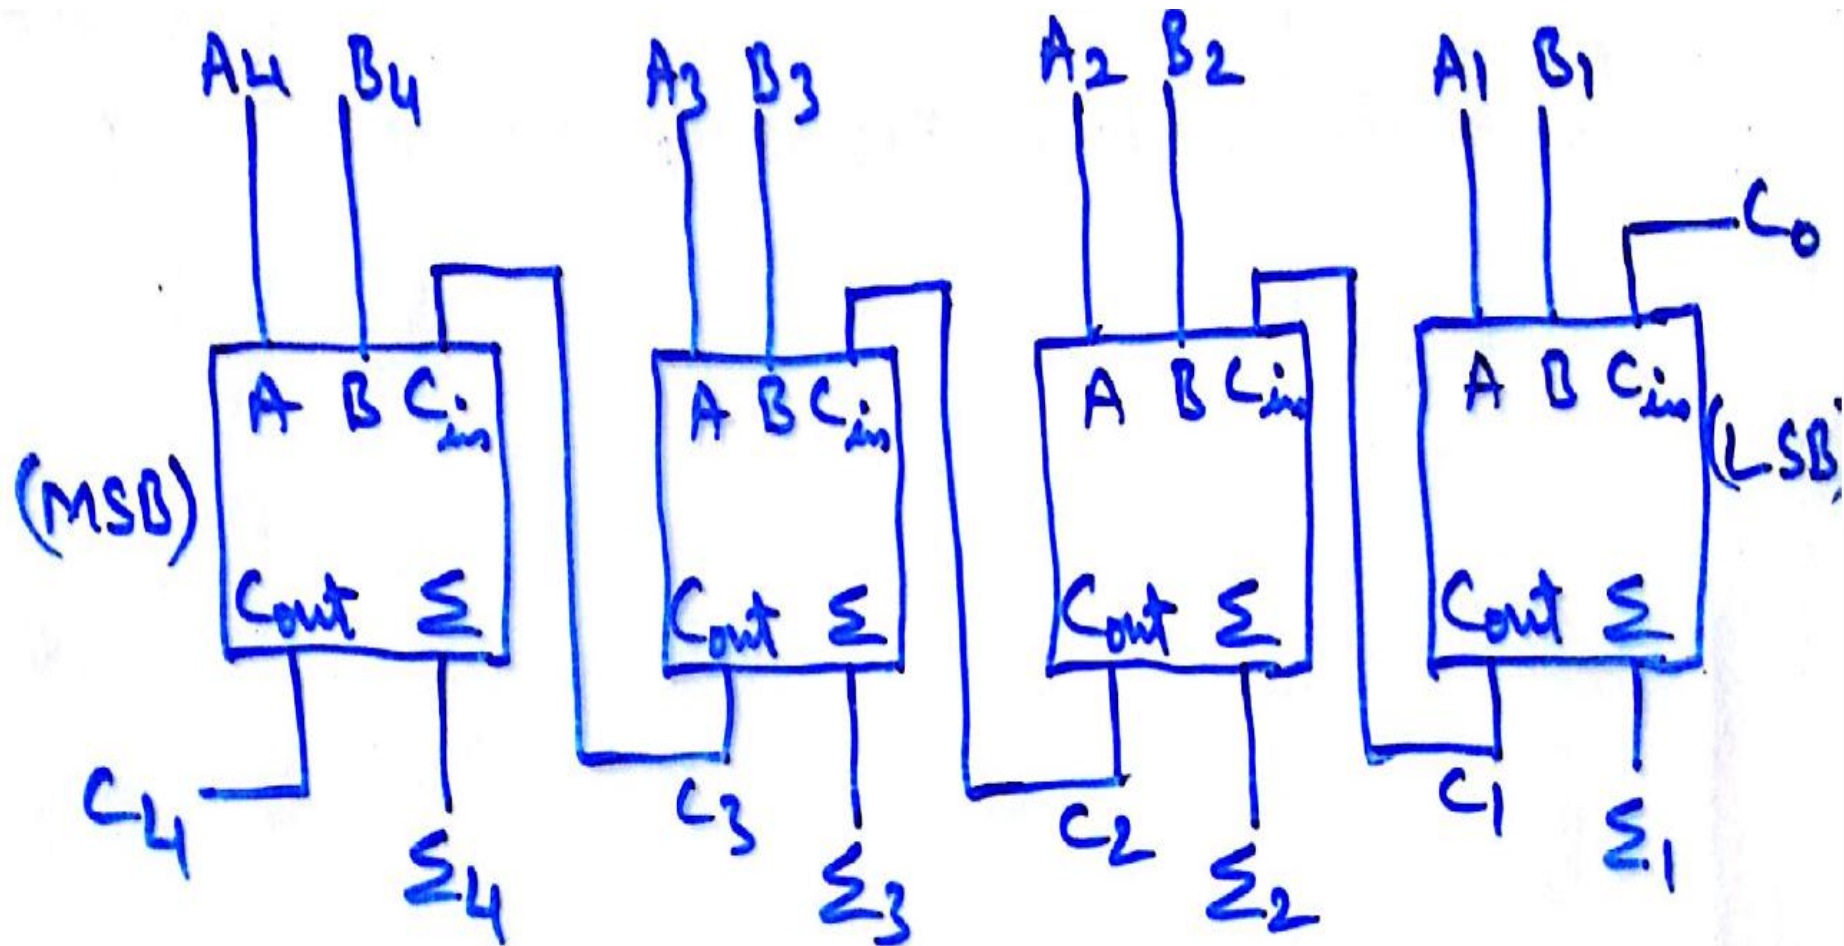 A4 B4 A3 B3 A2 B2 A1 B1
C0
A B Cin A B Cin A B Cin A B Cin
(MSB) (LSB)
Cout Σ Cout Σ Cout Σ Cout Σ
C4 C3 C2 C1
Σ4 Σ3 Σ2 Σ1